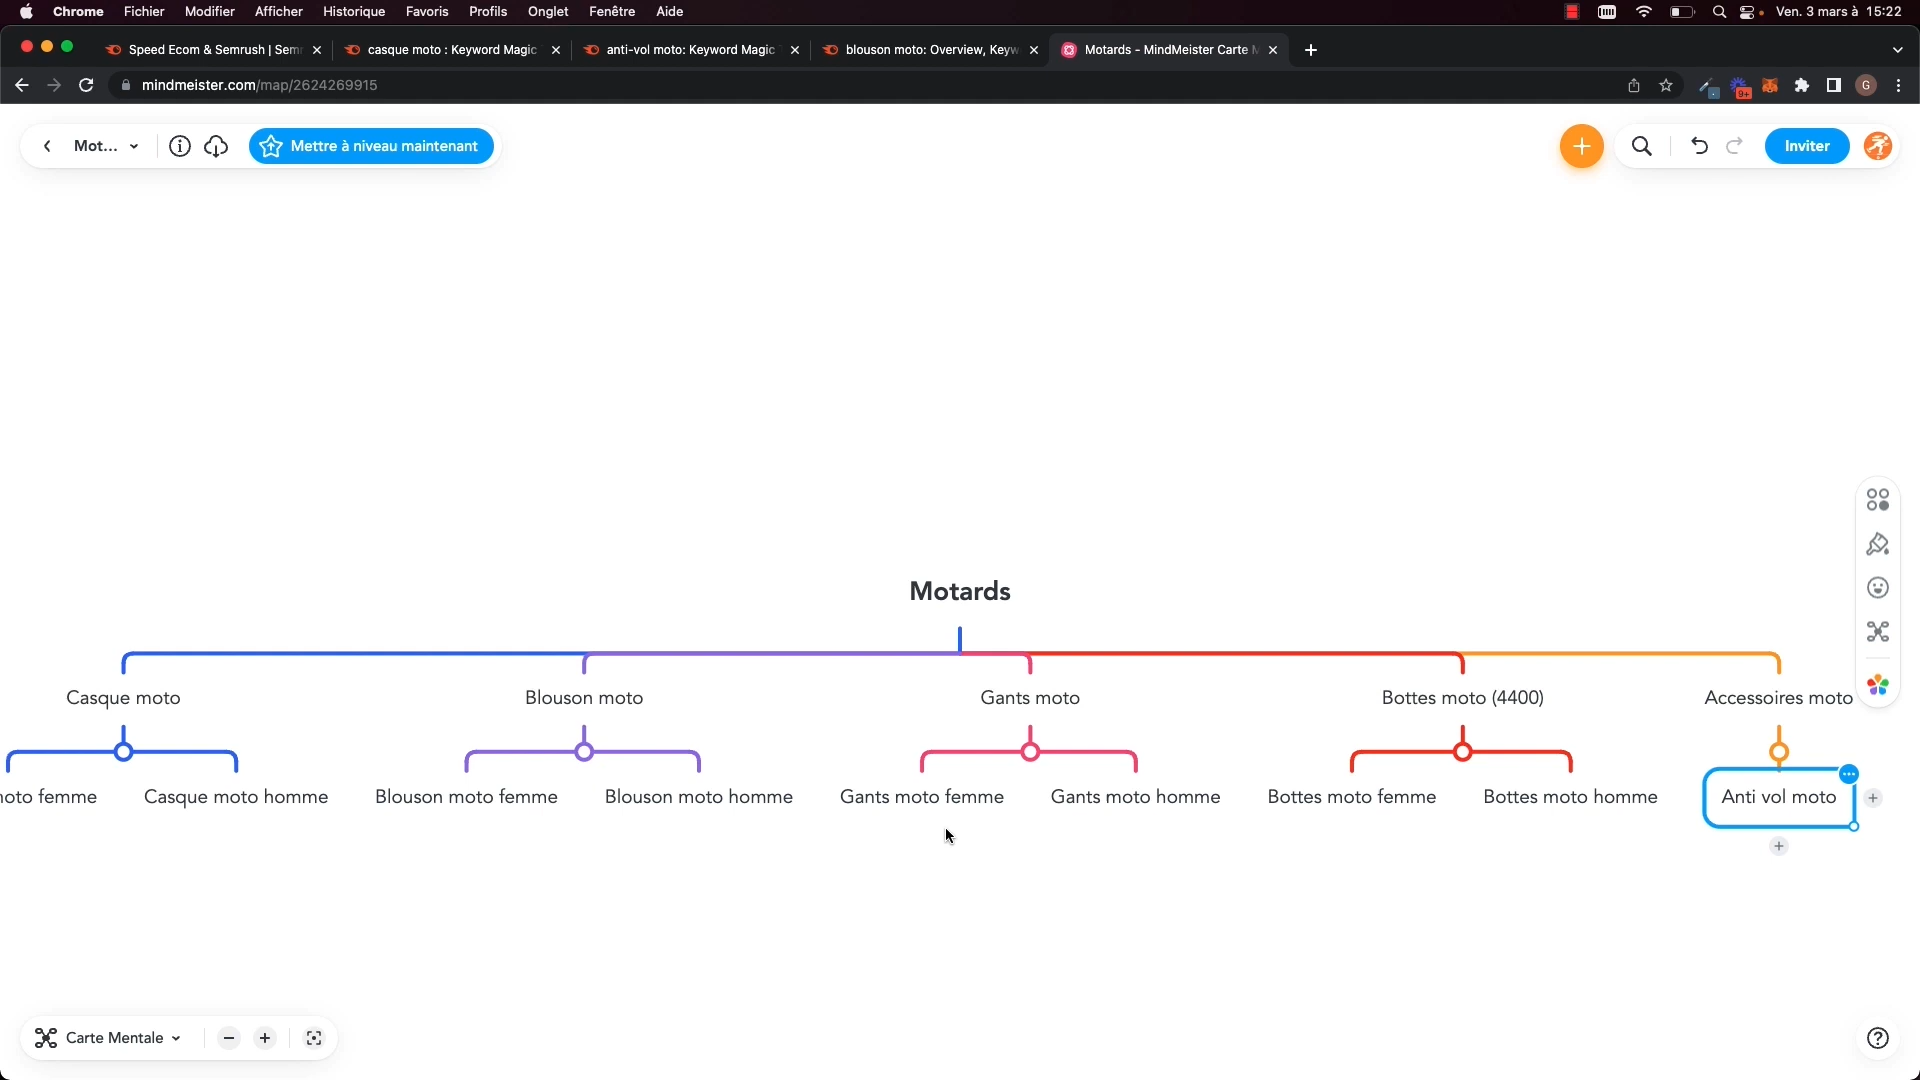 Chrome Fichier Modifier Afficher Historique Favoris Profils Onglet Fenêtre Aide Ven. 3 mars à 15:22
Speed Ecom & Semrush | Semr casque moto : Keyword Magic anti-vol moto: Keyword Magic T blouson moto: Overview, Keyw Motards - MindMeister Carte M
mindmeister.com/map/2624269915 9+ G
Mot... Mettre à niveau maintenant Inviter
Motards
Casque moto Blouson moto Gants moto Bottes moto (4400) Accessoires moto
moto femme Casque moto homme Blouson moto femme Blouson moto homme Gants moto femme Gants moto homme Bottes moto femme Bottes moto homme Anti vol moto
Carte Mentale